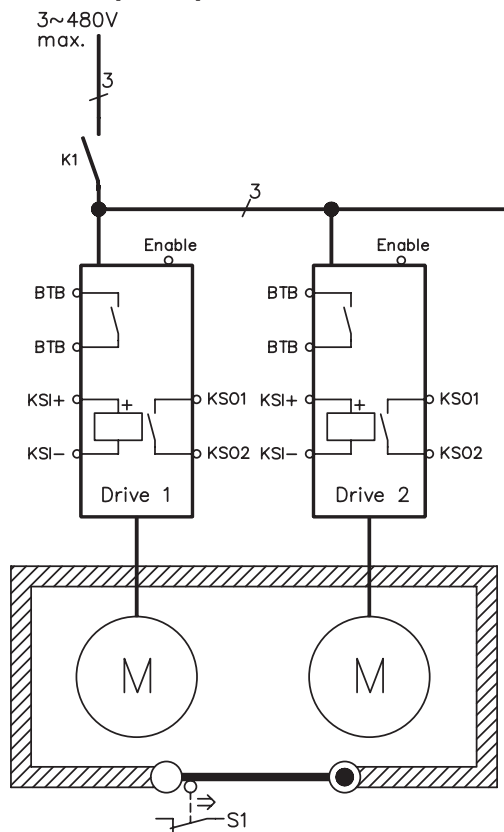 3~480V
max.
3
K1
3
Enable
Enable
BTB
BTB
BTB
BTB
KSI+
KSO1
KSI+
KSO1
KSI-
KSO2
KSI-
KSO2
+
+
Drive 1
Drive 2
M
M
S1